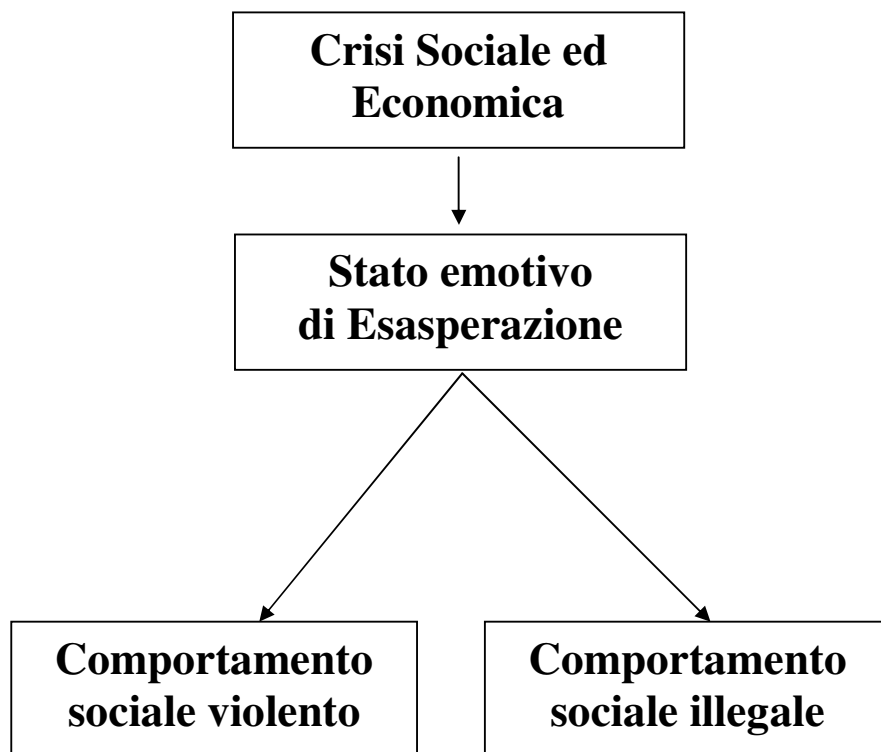 Crisi Sociale ed
Economica
Stato emotivo
di Esasperazione
Comportamento
sociale violento
Comportamento
sociale illegale